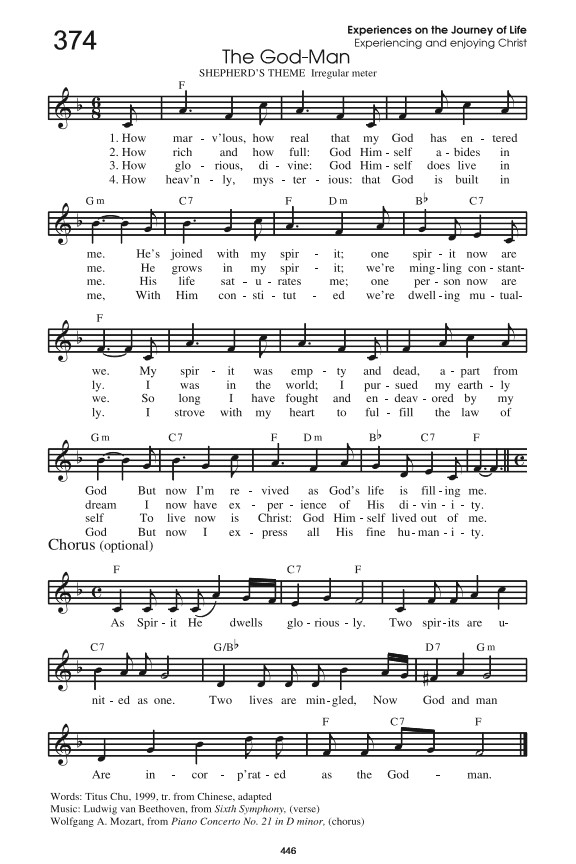 374
Experiences on the Journey of Life
Experiencing and enjoying Christ
The God-Man
SHEPHERD'S THEME Irregular meter
F
1. How mar - v'lous, how real that my God has en - tered
2. How rich and how full: God Him - self a - bides in
3. How glo - rious, di - vine: God Him - self does live in
4. How heav'n - ly, mys - ter - ious: that God is built in
Gm C7 F Dm B♭ C7
me. He's joined with my spir - it; one spir - it now are
me. He grows in my spir - it; we're ming - ling con - stant-
me. His life sat - u - rates me; one per - son now are
me, With Him con - sti - tut - ed we're dwell - ing mu - tual-
F
we. My spir - it was emp - ty and dead, a - part from
ly. I was in the world; I pur - sued my earth - ly
we. So long I have fought and en - deav - ored by my
ly. I strove with my heart to ful - fill the law of
Gm C7 F Dm B♭ C7 F
God But now I'm re - vived as God's life is fill - ing me.
dream I now have ex - per - ience of His di - vin - i - ty.
self To live now is Christ: God Him - self lived out of me.
God But now I ex - press all His fine hu - man - i - ty.
Chorus (optional)
F C7 F
As Spir - it He dwells glo - rious - ly. Two spir - its are u-
C7 G/B♭ D7 Gm
nit - ed as one. Two lives are min - gled, Now God and man
F C7 F
Are in - cor - p'rat - ed as the God - man.
Words: Titus Chu, 1999, tr. from Chinese, adapted
Music: Ludwig van Beethoven, from Sixth Symphony, (verse)
Wolfgang A. Mozart, from Piano Concerto No. 21 in D minor, (chorus)
446